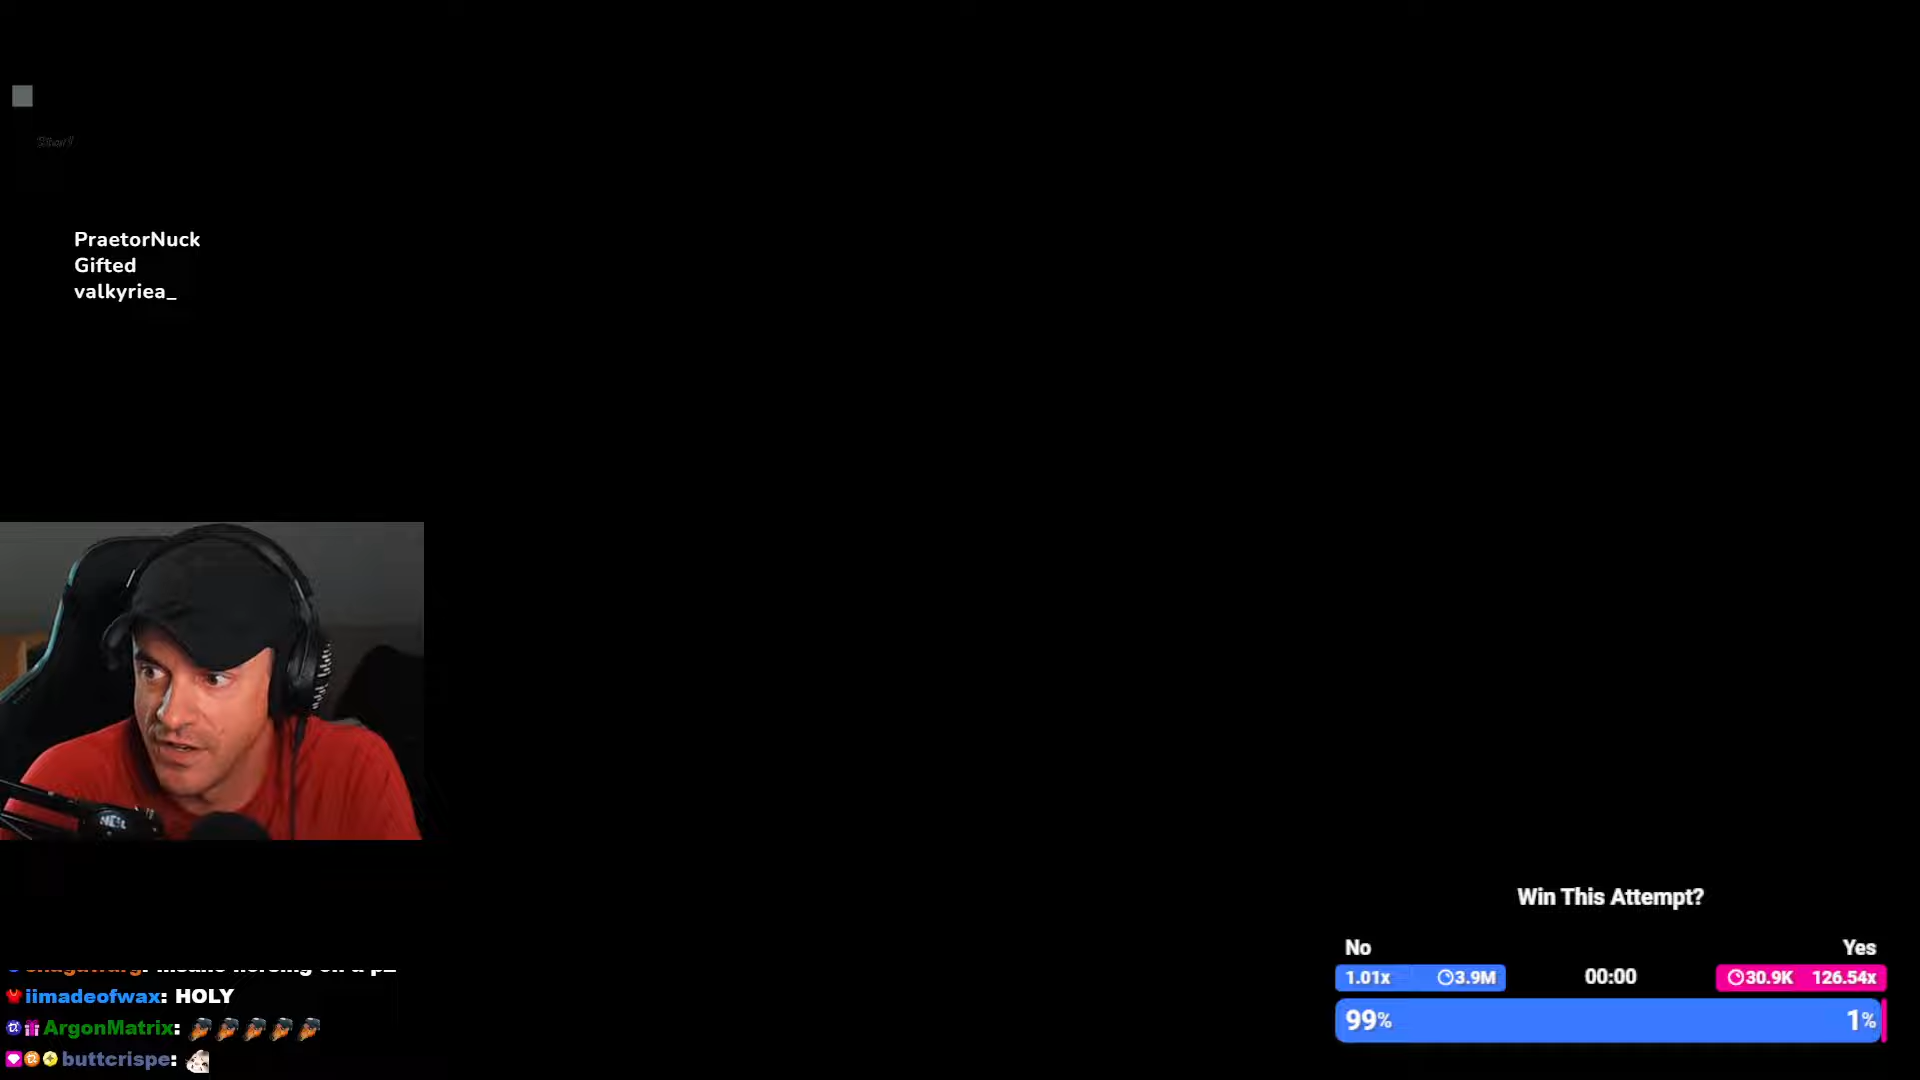 PraetorNuck
Gifted
valkyriea_
Win This Attempt?
No
Yes
1.01x
3.9M
00:00
30.9K
126.54x
99%
1%
iimadeofwax: HOLY
ArgonMatrix:
buttcrispe: